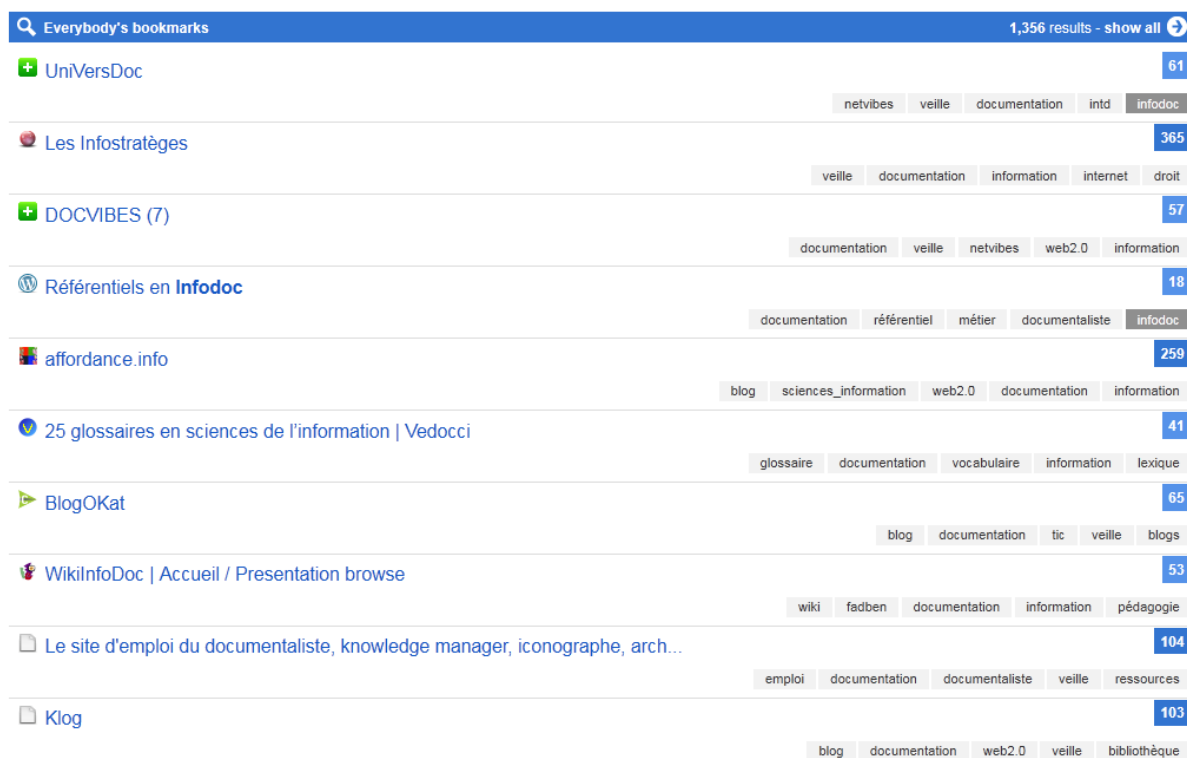 Everybody's bookmarks 1,356 results - show all
UniVersDoc 61
netvibes veille documentation intd infodoc
Les Infostratèges 365
veille documentation information internet droit
DOCVIBES (7) 57
documentation veille netvibes web2.0 information
Référentiels en Infodoc 18
documentation référentiel métier documentaliste infodoc
affordance.info 259
blog sciences_information web2.0 documentation information
25 glossaires en sciences de l'information | Vedocci 41
glossaire documentation vocabulaire information lexique
BlogOKat 65
blog documentation tic veille blogs
WikiInfoDoc | Accueil / Presentation browse 53
wiki fadben documentation information pédagogie
Le site d'emploi du documentaliste, knowledge manager, iconographe, arch... 104
emploi documentation documentaliste veille ressources
Klog 103
blog documentation web2.0 veille bibliothèque